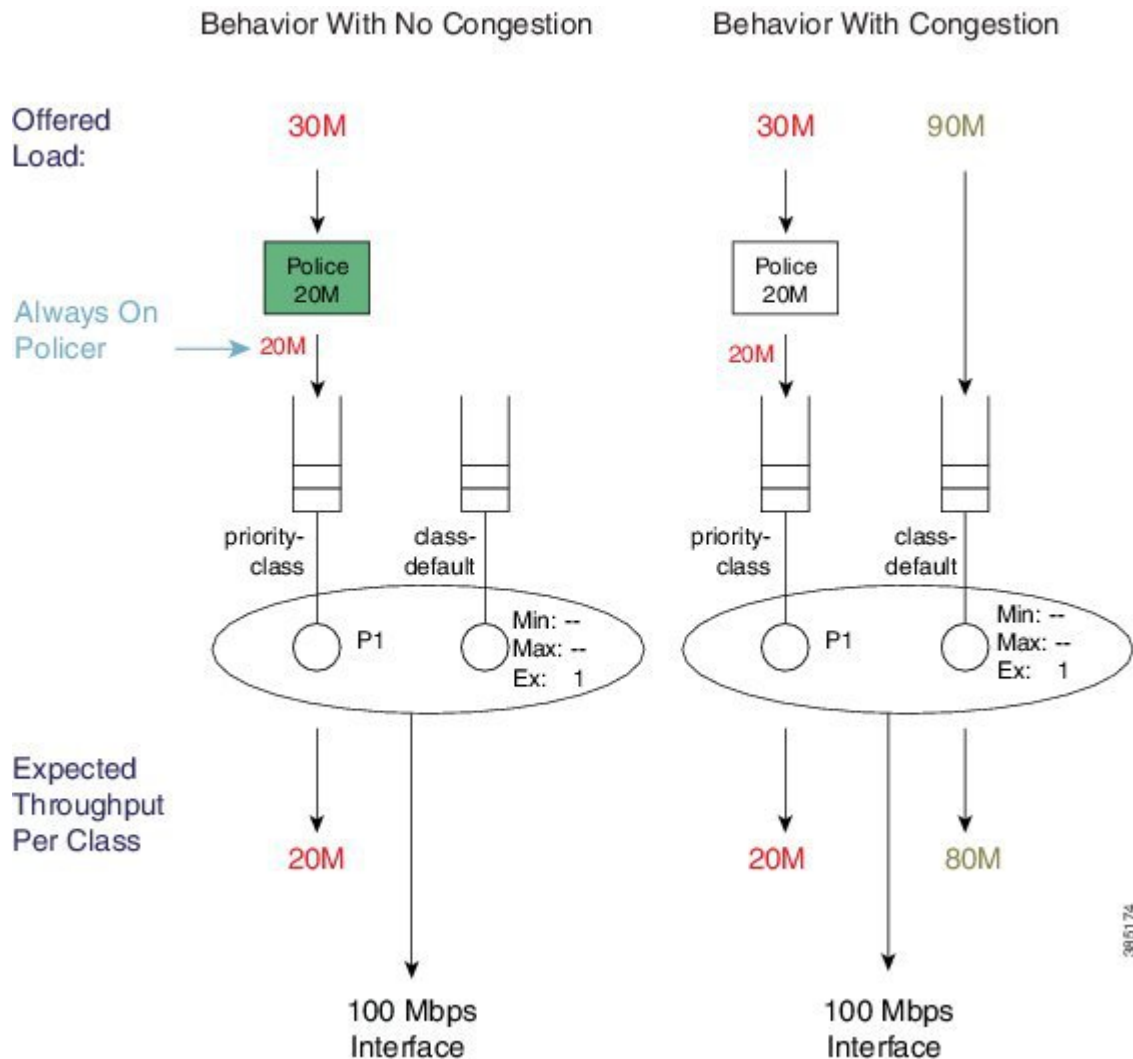 Behavior With No Congestion
Behavior With Congestion
Offered
Load:
30M
30M
90M
Police
20M
Police
20M
Always On
Policer
20M
20M
priority-
class
class-
default
priority-
class
class-
default
P1
Min: --
Max: --
Ex: 1
P1
Min: --
Max: --
Ex: 1
Expected
Throughput
Per Class
20M
20M
80M
100 Mbps
Interface
100 Mbps
Interface
386174